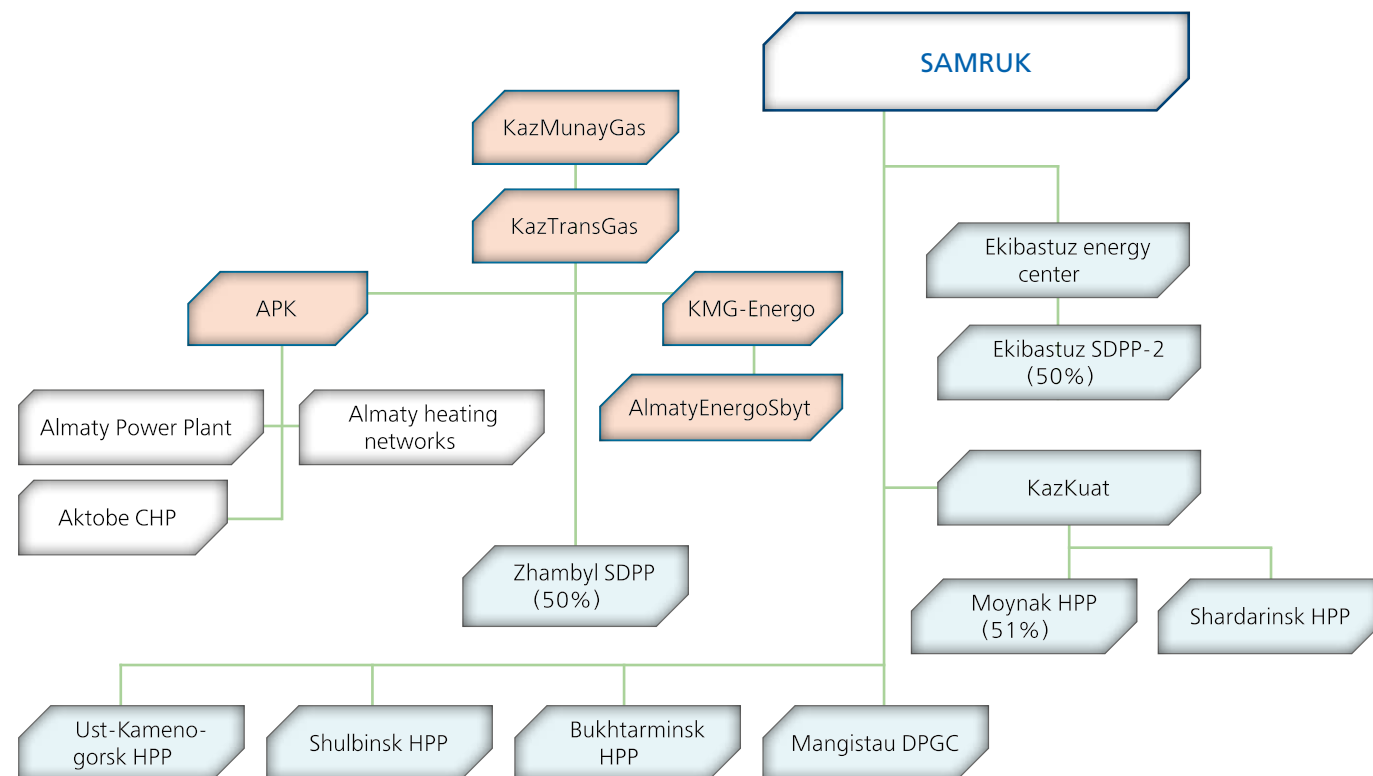 SAMRUK
KazMunayGas
KazTransGas
Ekibastuz energy
center
APK
KMG-Energo
Ekibastuz SDPP-2
(50%)
Almaty Power Plant
Almaty heating
networks
AlmatyEnergoSbyt
KazKuat
Aktobe CHP
Zhambyl SDPP
(50%)
Moynak HPP
(51%)
Shardarinsk HPP
Ust-Kameno-
gorsk HPP
Shulbinsk HPP
Bukhtarminsk
HPP
Mangistau DPGC